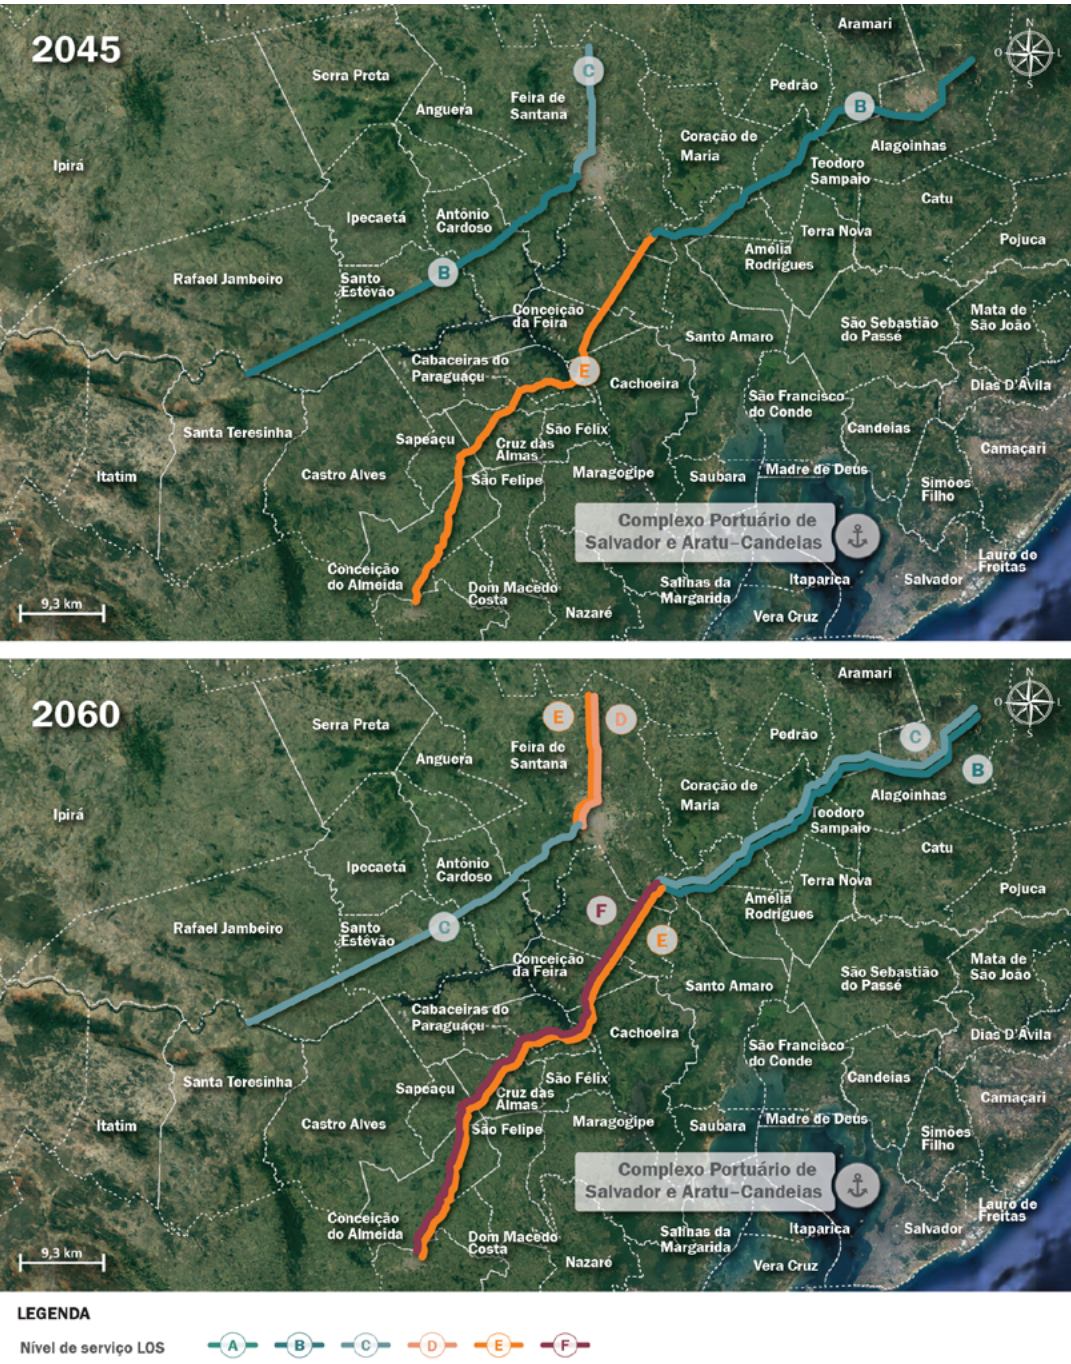 2045
Aramari
N
O
L
S
Serra Preta
Anguera
Feira de
Santana
C
Pedrão
B
Coração de
Maria
Alagoinhas
Ipirá
Teodoro
Sampaio
Catu
Ipecaetá
Antônio
Cardoso
Terra Nova
Pojuca
Amélia
Rodrigues
Rafael Jambeiro
Santo
Estêvão
B
Conceição
da Feira
Santo Amaro
São Sebastião
do Passé
Mata de
São João
Cabaceiras do
Paraguaçu
E
Cachoeira
Dias D'Ávila
São Francisco
do Conde
Candeias
Santa Teresinha
Sapeaçu
São Félix
Cruz das
Almas
Camaçari
Itatim
Castro Alves
São Felipe
Maragogipe
Saubara
Madre de Deus
Simões
Filho
Complexo Portuário de
Salvador e Aratu–Candeias
Lauro de
Freitas
Conceição
do Almeida
Dom Macedo
Costa
Salinas da
Margarida
Itaparica
Salvador
9,3 km
Nazaré
Vera Cruz
2060
Aramari
N
O
L
S
Serra Preta
Anguera
E
D
Feira de
Santana
Pedrão
C
B
Coração de
Maria
Alagoinhas
Ipirá
Teodoro
Sampaio
Catu
Ipecaetá
Antônio
Cardoso
Terra Nova
Pojuca
Amélia
Rodrigues
F
E
Rafael Jambeiro
Santo
Estêvão
C
Conceição
da Feira
Santo Amaro
São Sebastião
do Passé
Mata de
São João
Cabaceiras do
Paraguaçu
Cachoeira
Dias D'Ávila
São Francisco
do Conde
Candeias
Santa Teresinha
Sapeaçu
São Félix
Cruz das
Almas
Camaçari
Itatim
Castro Alves
São Felipe
Maragogipe
Saubara
Madre de Deus
Simões
Filho
Complexo Portuário de
Salvador e Aratu–Candeias
Lauro de
Freitas
Conceição
do Almeida
Dom Macedo
Costa
Salinas da
Margarida
Itaparica
Salvador
9,3 km
Nazaré
Vera Cruz
LEGENDA
Nível de serviço LOS A B C D E F